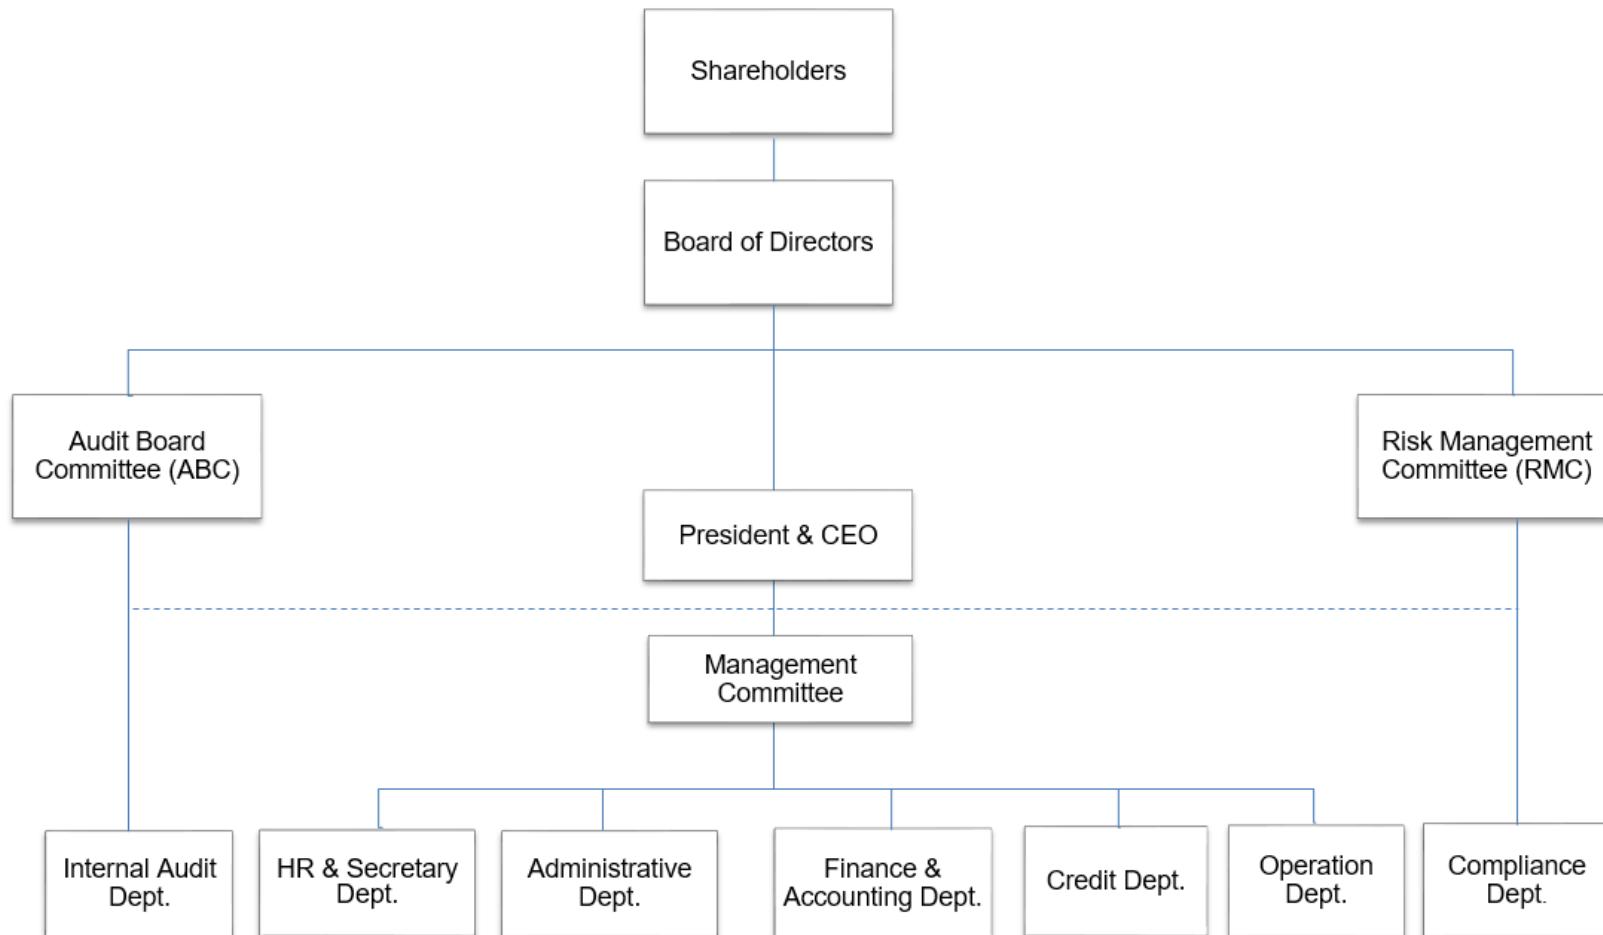 Shareholders
Board of Directors
Audit Board
Committee (ABC)
Risk Management
Committee (RMC)
President & CEO
Management
Committee
Internal Audit
Dept.
HR & Secretary
Dept.
Administrative
Dept.
Finance &
Accounting Dept.
Credit Dept.
Operation
Dept.
Compliance
Dept.